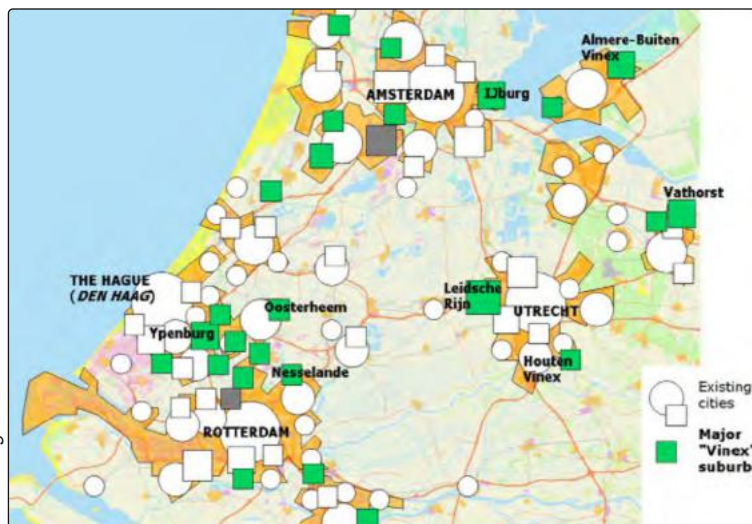 Almere-Buiten
Vinex
AMSTERDAM
IJburg
Vathorst
THE HAGUE
(DEN HAAG)
Oosterheem
Leidsche
Rijn
UTRECHT
Ypenburg
Nesselande
Houten
Vinex
ROTTERDAM
Existing
cities
Major
"Vinex"
suburb